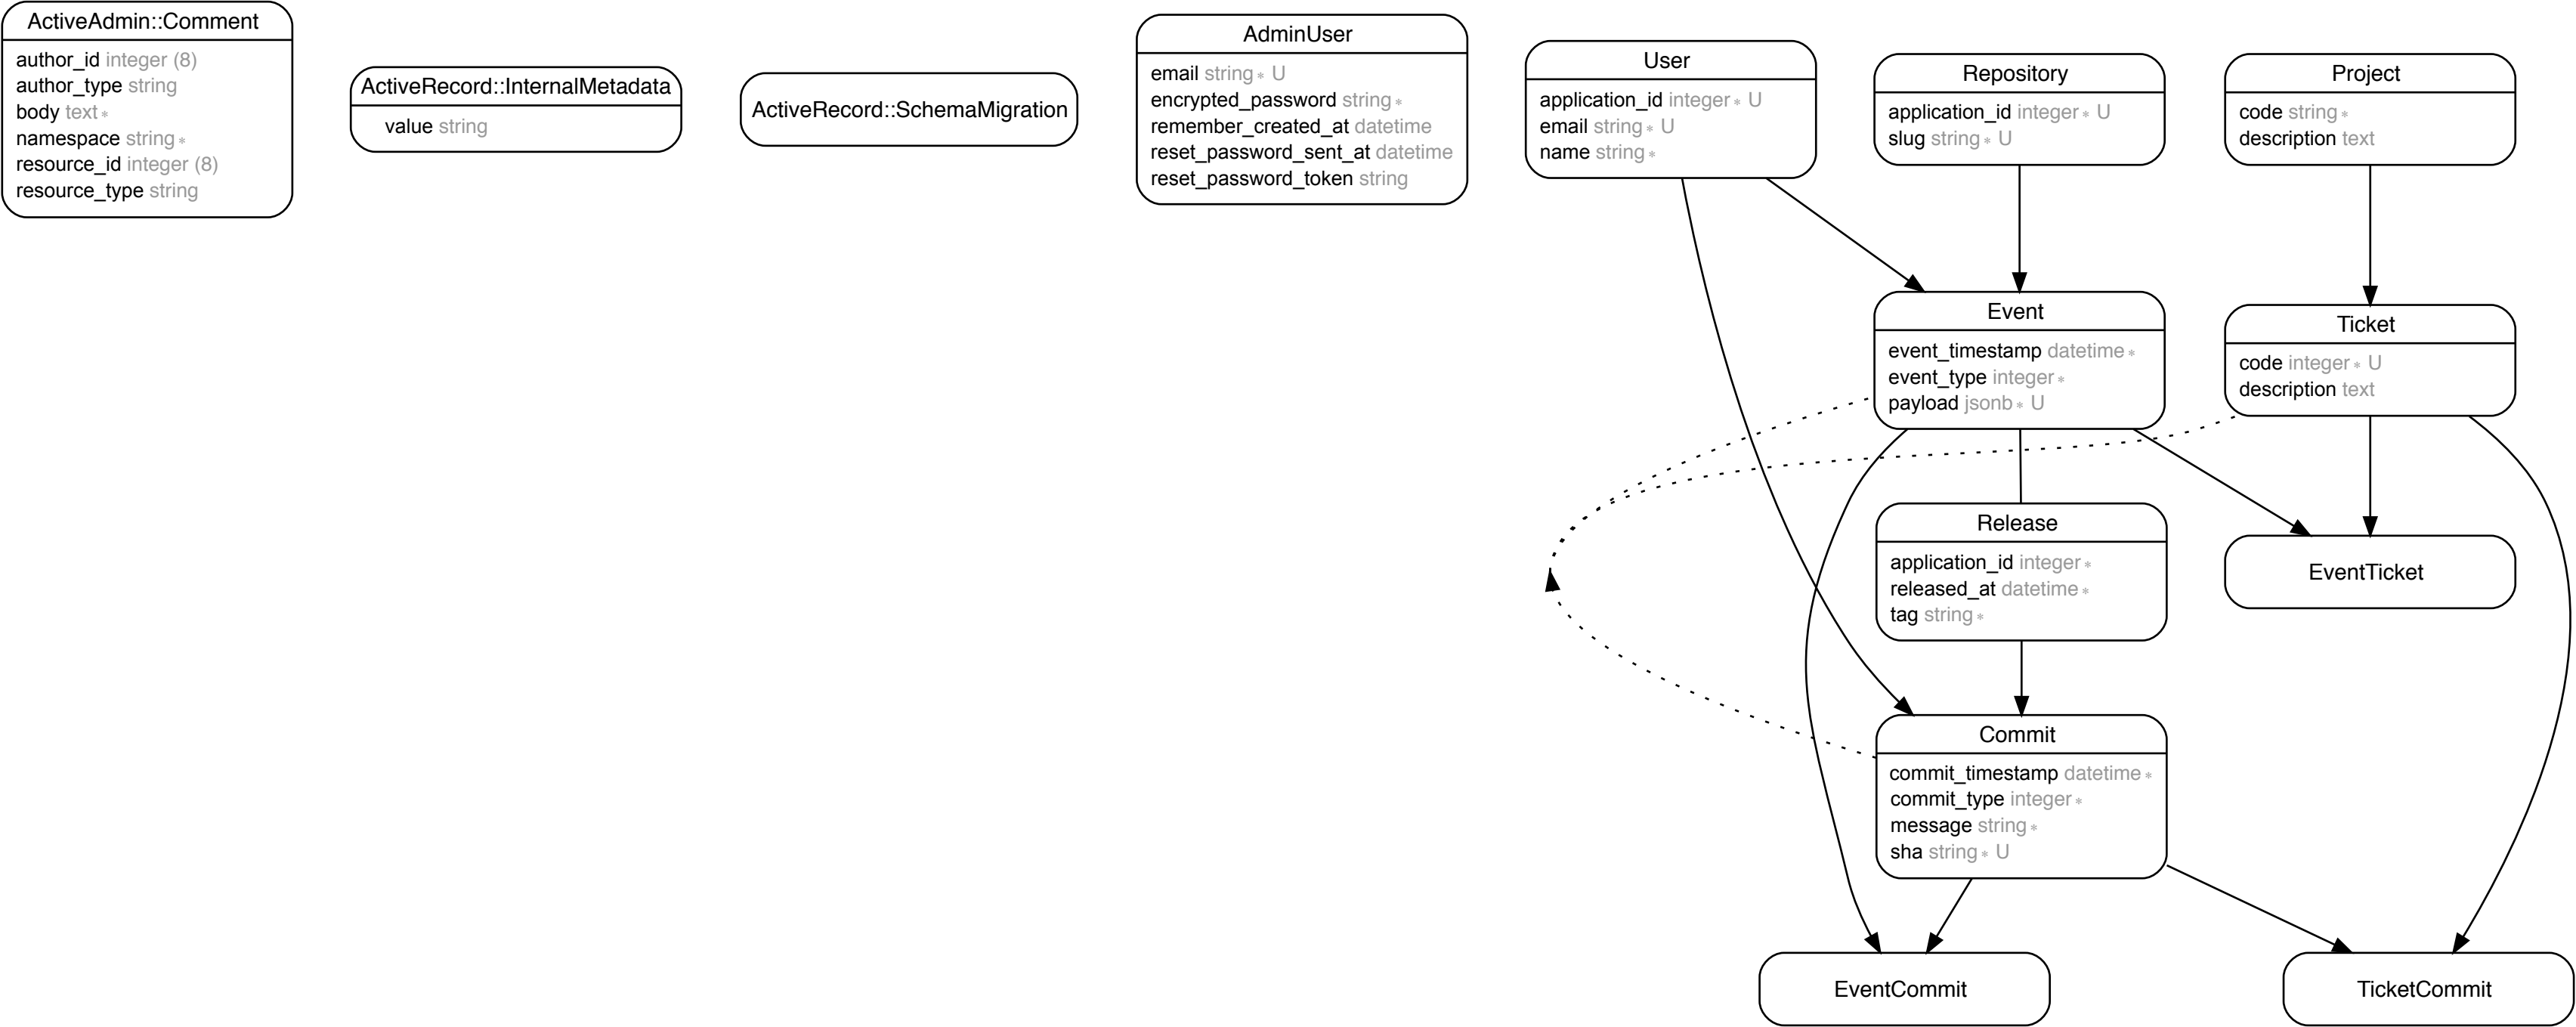 ActiveAdmin::Comment
author_id integer (8)
author_type string
body text *
namespace string *
resource_id integer (8)
resource_type string
ActiveRecord::InternalMetadata
value string
ActiveRecord::SchemaMigration
AdminUser
email string * U
encrypted_password string *
remember_created_at datetime
reset_password_sent_at datetime
reset_password_token string
User
application_id integer * U
email string * U
name string *
Repository
application_id integer * U
slug string * U
Project
code string *
description text
Event
event_timestamp datetime *
event_type integer *
payload jsonb * U
Ticket
code integer * U
description text
Release
application_id integer *
released_at datetime *
tag string *
EventTicket
Commit
commit_timestamp datetime *
commit_type integer *
message string *
sha string * U
EventCommit
TicketCommit